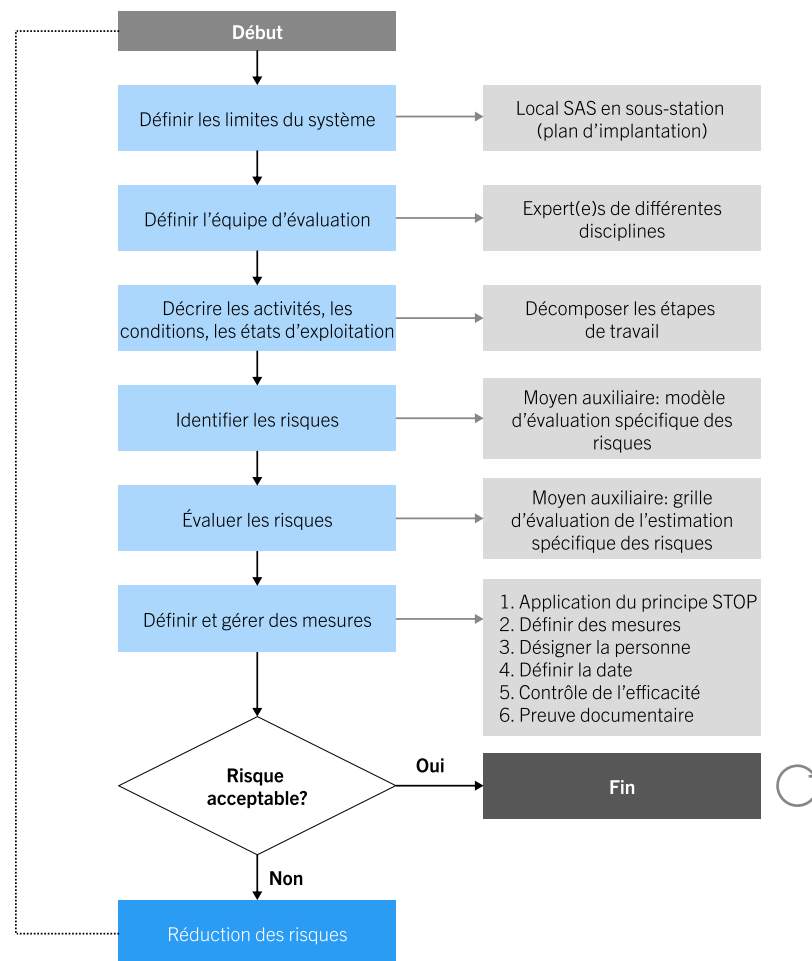 Début
Définir les limites du système
Local SAS en sous-station
(plan d’implantation)
Définir l’équipe d’évaluation
Expert(e)s de différentes
disciplines
Décrire les activités, les
conditions, les états d’exploitation
Décomposer les étapes
de travail
Identifier les risques
Moyen auxiliaire: modèle
d’évaluation spécifique des
risques
Évaluer les risques
Moyen auxiliaire: grille
d’évaluation de l’estimation
spécifique des risques
Définir et gérer des mesures
1. Application du principe STOP
2. Définir des mesures
3. Désigner la personne
4. Définir la date
5. Contrôle de l’efficacité
6. Preuve documentaire
Risque
acceptable?
Oui
Fin
Non
Réduction des risques